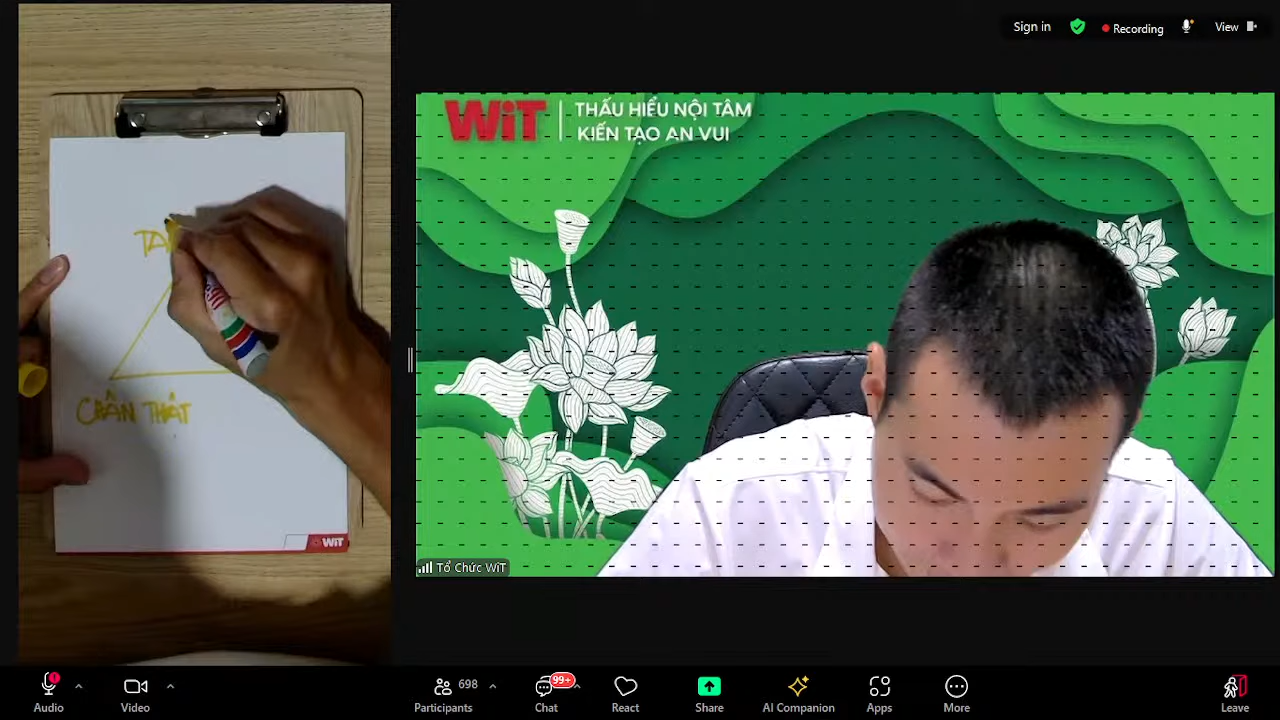 Sign in
Recording
View
WiT
THẤU HIỂU NỘI TÂM
KIẾN TẠO AN VUI
CHÂN THẬT
WiT
Tổ Chức WiT
Audio
Video
698
Participants
99+
Chat
React
Share
AI Companion
Apps
More
Leave